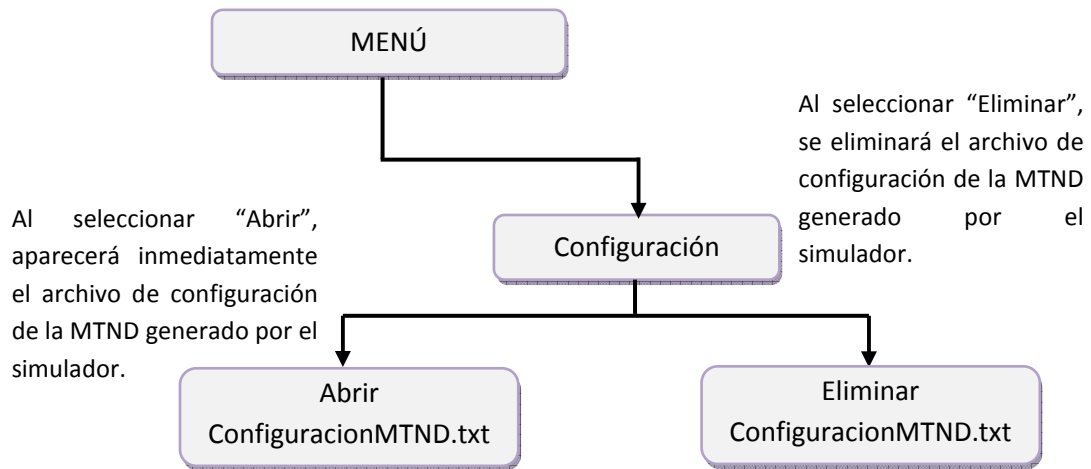 MENÚ
Al seleccionar “Eliminar”,
se eliminará el archivo de
configuración de la MTND
generado por el
simulador.
Al seleccionar “Abrir”,
aparecerá inmediatamente
el archivo de configuración
de la MTND generado por el
simulador.
Configuración
Abrir
ConfiguracionMTND.txt
Eliminar
ConfiguracionMTND.txt